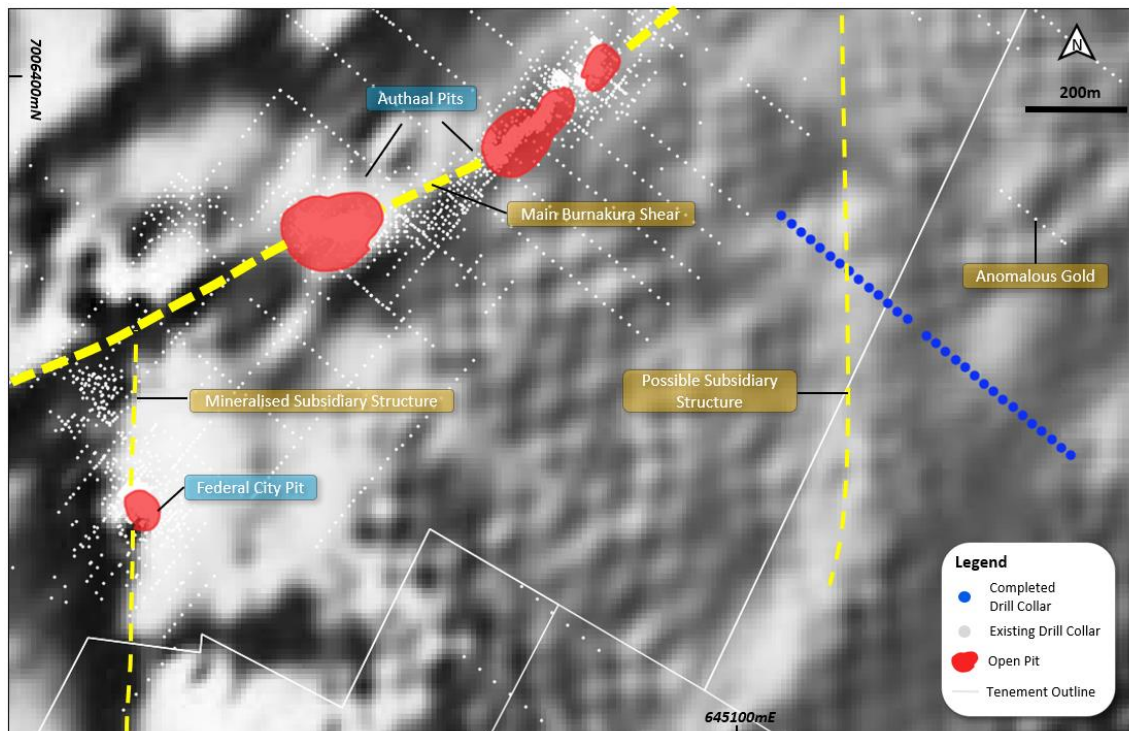 7006400mN
N
200m
Authaal Pits
Main Burnakura Shear
Anomalous Gold
Possible Subsidiary
Structure
Mineralised Subsidiary Structure
Federal City Pit
645100mE
Legend
Completed
Drill Collar
Existing Drill Collar
Open Pit
Tenement Outline